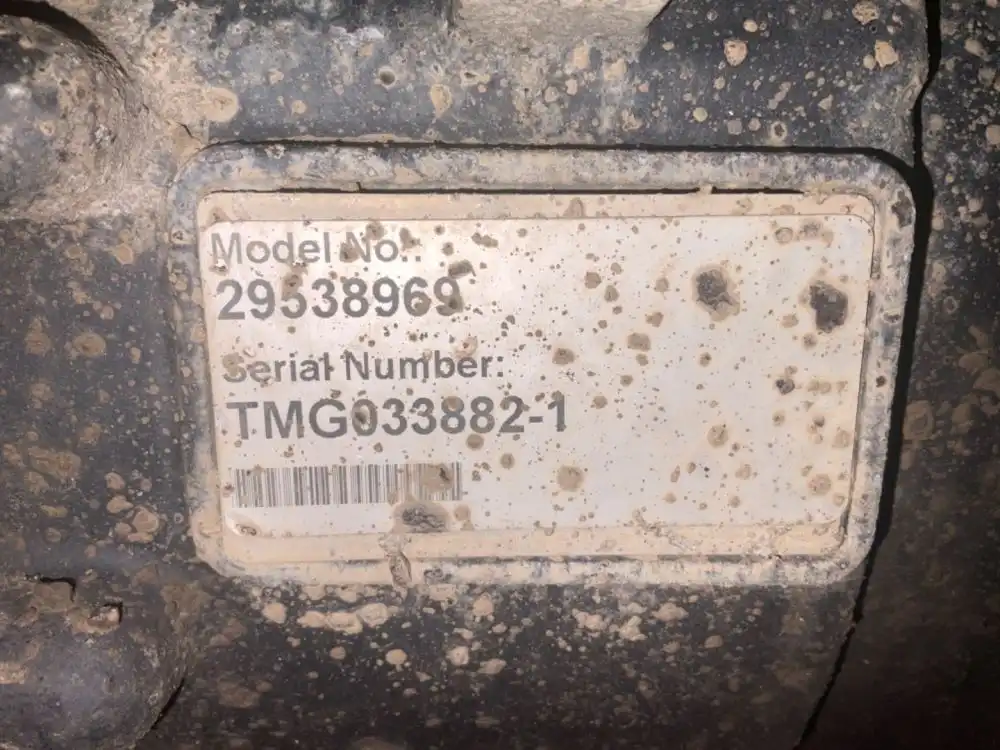 Model No.:
29538969
Serial Number:
TMG033882-1